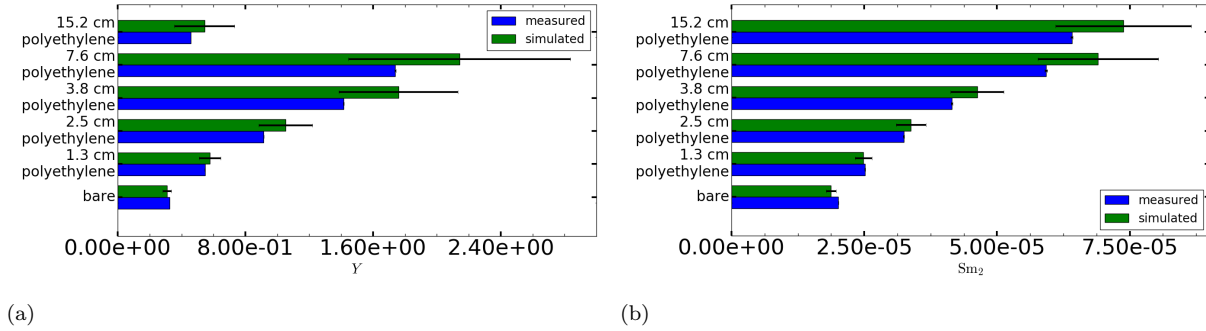 15.2 cm
polyethylene
7.6 cm
polyethylene
3.8 cm
polyethylene
2.5 cm
polyethylene
1.3 cm
polyethylene
bare
measured
simulated
0.00e+00 8.00e-01 1.60e+00 2.40e+00
Y
(a)
15.2 cm
polyethylene
7.6 cm
polyethylene
3.8 cm
polyethylene
2.5 cm
polyethylene
1.3 cm
polyethylene
bare
measured
simulated
0.00e+00 2.50e-05 5.00e-05 7.50e-05
Sm₂
(b)